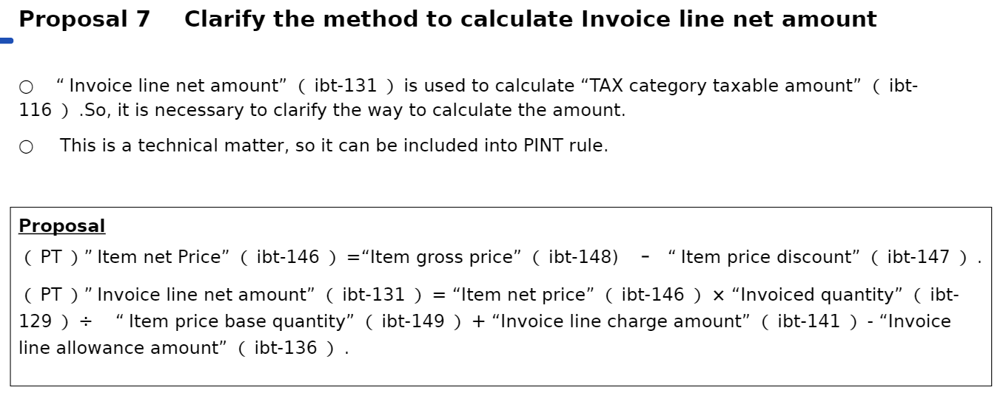 Proposal 7 Clarify the method to calculate Invoice line net amount
○ “ Invoice line net amount” ( ibt-131 ) is used to calculate “TAX category taxable amount” ( ibt-
116 ) .So, it is necessary to clarify the way to calculate the amount.
○ This is a technical matter, so it can be included into PINT rule.
Proposal
( PT ) ” Item net Price” ( ibt-146 ) =“Item gross price” ( ibt-148) – “ Item price discount” ( ibt-147 ) .
( PT ) ” Invoice line net amount” ( ibt-131 ) = “Item net price” ( ibt-146 ) × “Invoiced quantity” ( ibt-
129 ) ÷ “ Item price base quantity” ( ibt-149 ) + “Invoice line charge amount” ( ibt-141 ) - “Invoice
line allowance amount” ( ibt-136 ) .